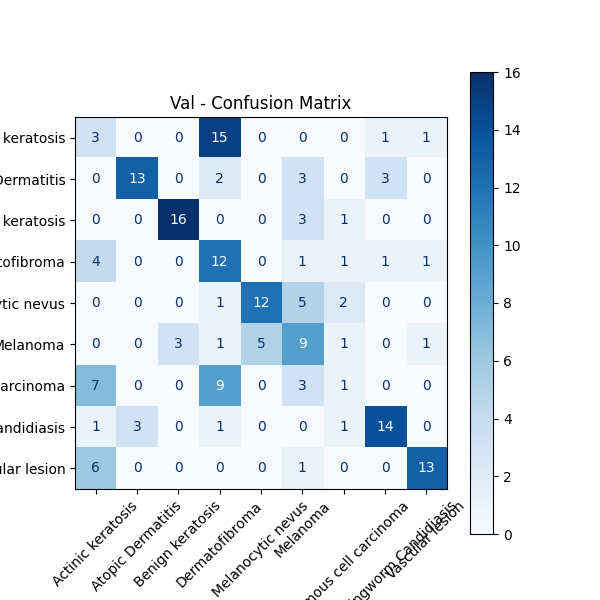 Val - Confusion Matrix
keratosis 3 0 0 15 0 0 0 1 1
Dermatitis 0 13 0 2 0 3 0 3 0
keratosis 0 0 16 0 0 3 1 0 0
tofibroma 4 0 0 12 0 1 1 1 1
ytic nevus 0 0 0 1 12 5 2 0 0
Melanoma 0 0 3 1 5 9 1 0 1
arcinoma 7 0 0 9 0 3 1 0 0
andidiasis 1 3 0 1 0 0 1 14 0
ular lesion 6 0 0 0 0 1 0 0 13
Actinic keratosis
Atopic Dermatitis
Benign keratosis
Dermatofibroma
Melanocytic nevus
Melanoma
mous cell carcinoma
ingworm Candidiasis
Vascular lesion
16
14
12
10
8
6
4
2
0